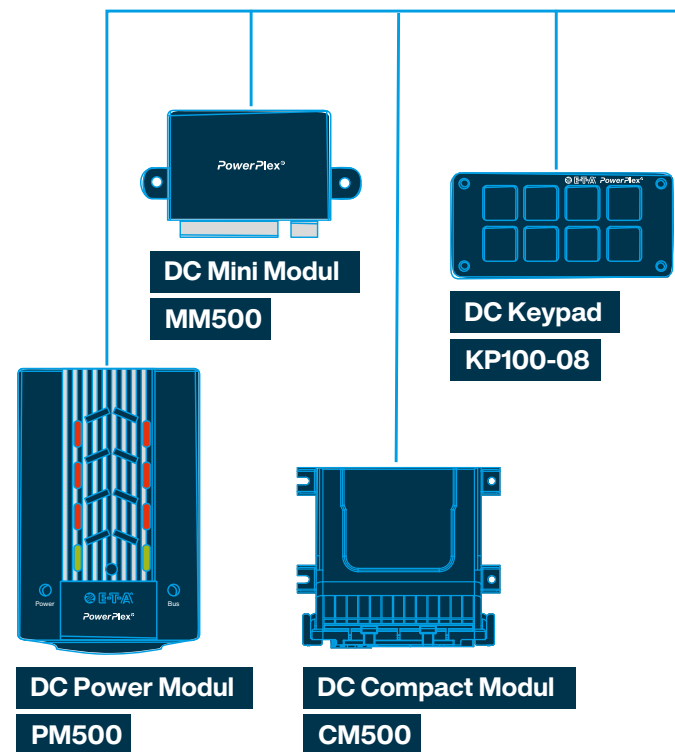 PowerPlex®
E-T-A® PowerPlex®
DC Mini Modul
MM500
DC Keypad
KP100-08
Power
E-T-A®
Bus
PowerPlex®
DC Power Modul
PM500
DC Compact Modul
CM500